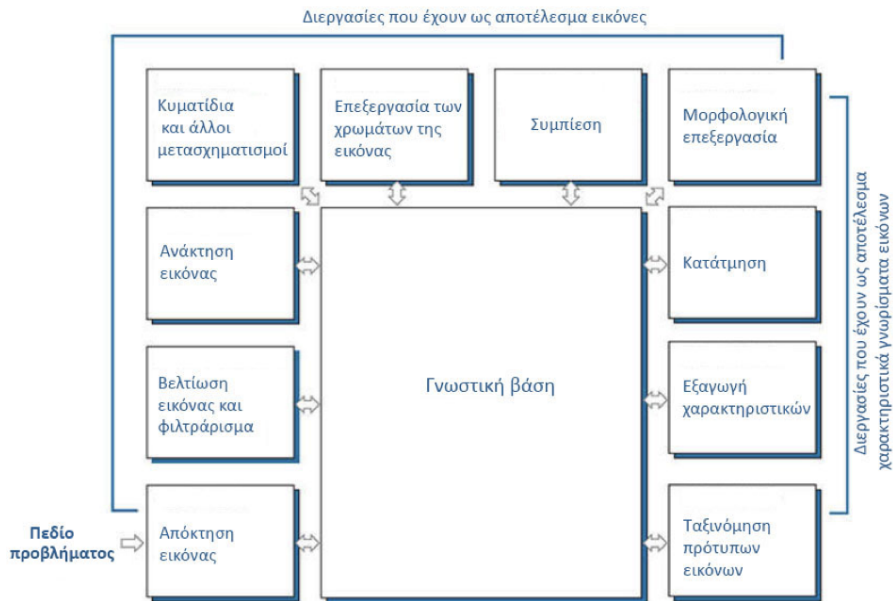 Διεργασίες που έχουν ως αποτέλεσμα εικόνες
Κυματίδια
και άλλοι
μετασχηματισμοί
Επεξεργασία των
χρωμάτων της
εικόνας
Συμπίεση
Μορφολογική
επεξεργασία
Ανάκτηση
εικόνας
Κατάτμηση
Βελτίωση
εικόνας και
φιλτράρισμα
Γνωστική βάση
Εξαγωγή
χαρακτηριστικών
Πεδίο
προβλήματος
Απόκτηση
εικόνας
Ταξινόμηση
πρότυπων
εικόνων
Διεργασίες που έχουν ως αποτέλεσμα
χαρακτηριστικά γνωρίσματα εικόνων